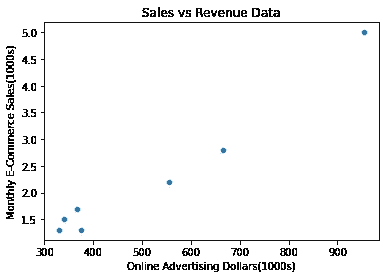 Sales vs Revenue Data
Monthly E-Commerce Sales(1000s)
5.0
4.5
4.0
3.5
3.0
2.5
2.0
1.5
300 400 500 600 700 800 900
Online Advertising Dollars(1000s)